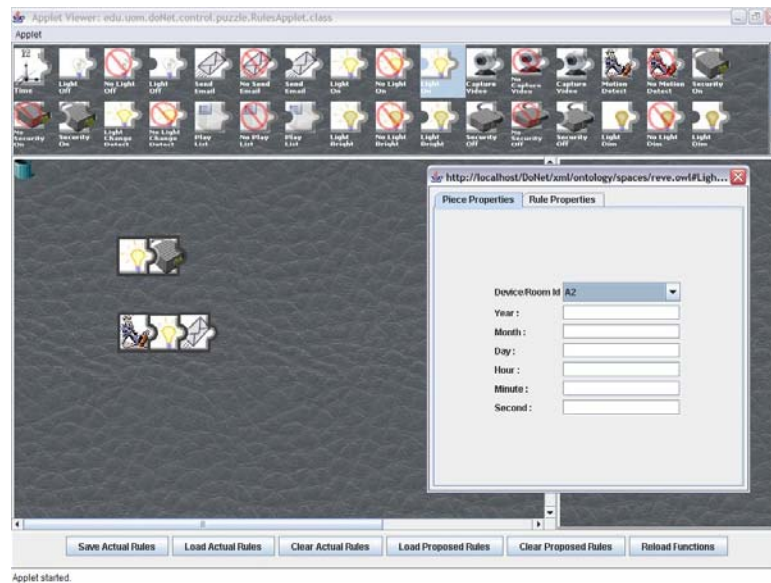 Applet Viewer: edu.uom.doNet.control.puzzle.RulesApplet.class
Applet
Time
Light Off
No Light Off
Light Off
Send Email
No Send Email
Send Email
Light On
No Light On
Light On
Capture Video
No Capture Video
Capture Video
Motion Detect
No Motion Detect
Security On
No Security On
Security On
Light Change Detect
No Light Change Detect
Play List
No Play List
Play List
Light Bright
No Light Bright
Light Bright
Security Off
No Security Off
Security Off
Light Dim
No Light Dim
Light Dim
http://localhost/DoNet/xml/ontology/spaces/reve.owl#Ligh...
Piece Properties Rule Properties
Device/Room Id A2
Year :
Month :
Day :
Hour :
Minute :
Second :
Save Actual Rules Load Actual Rules Clear Actual Rules Load Proposed Rules Clear Proposed Rules Reload Functions
Applet started.